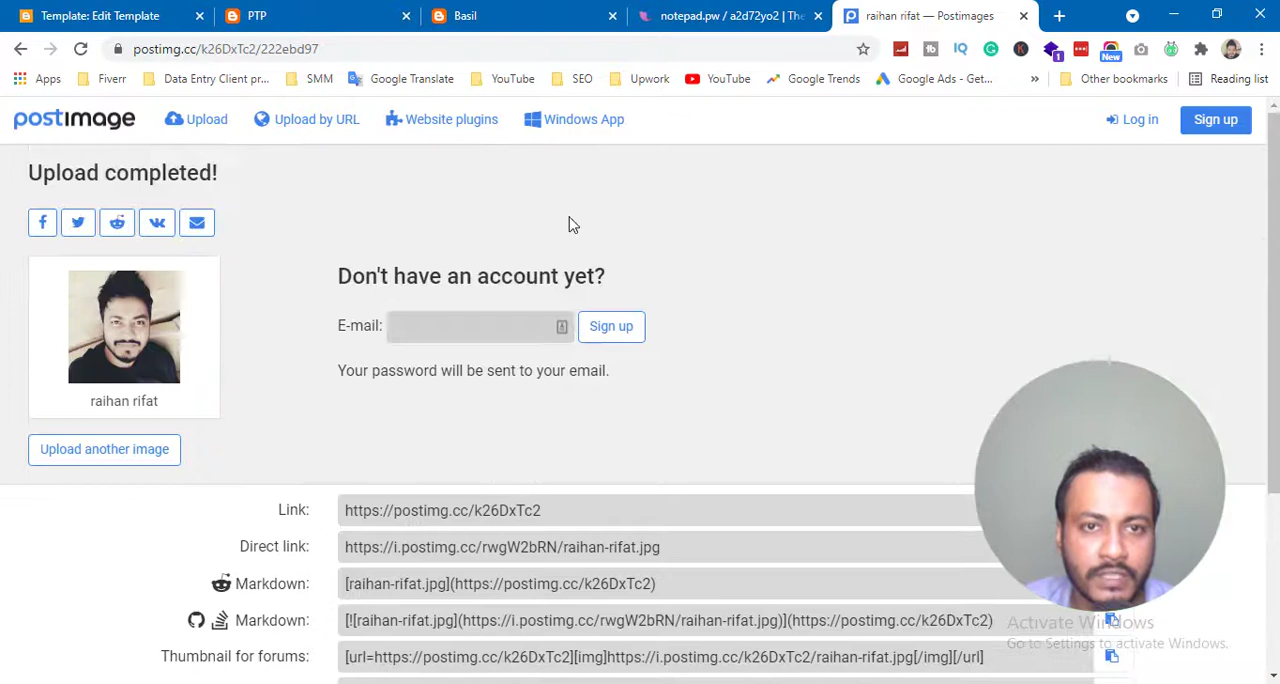 Template: Edit Template
PTP
Basil
notepad.pw / a2d72yo2 | The
raihan rifat — Postimages
postimg.cc/k26DxTc2/222ebd97
IQ
K
1
New
Apps
Fiverr
Data Entry Client pr...
SMM
Google Translate
YouTube
SEO
Upwork
YouTube
Google Trends
Google Ads - Get...
»
Other bookmarks
Reading list
postimage
Upload
Upload by URL
Website plugins
Windows App
Log in
Sign up
Upload completed!
raihan rifat
Don't have an account yet?
E-mail:
Sign up
Your password will be sent to your email.
Upload another image
Link: https://postimg.cc/k26DxTc2
Direct link: https://i.postimg.cc/rwgW2bRN/raihan-rifat.jpg
Markdown: [raihan-rifat.jpg](https://postimg.cc/k26DxTc2)
Markdown: [![raihan-rifat.jpg](https://i.postimg.cc/rwgW2bRN/raihan-rifat.jpg)](https://postimg.cc/k26DxTc2)
Thumbnail for forums: [url=https://postimg.cc/k26DxTc2][img]https://i.postimg.cc/k26DxTc2/raihan-rifat.jpg[/img][/url]
Activate Windows
Go to Settings to activate Windows.